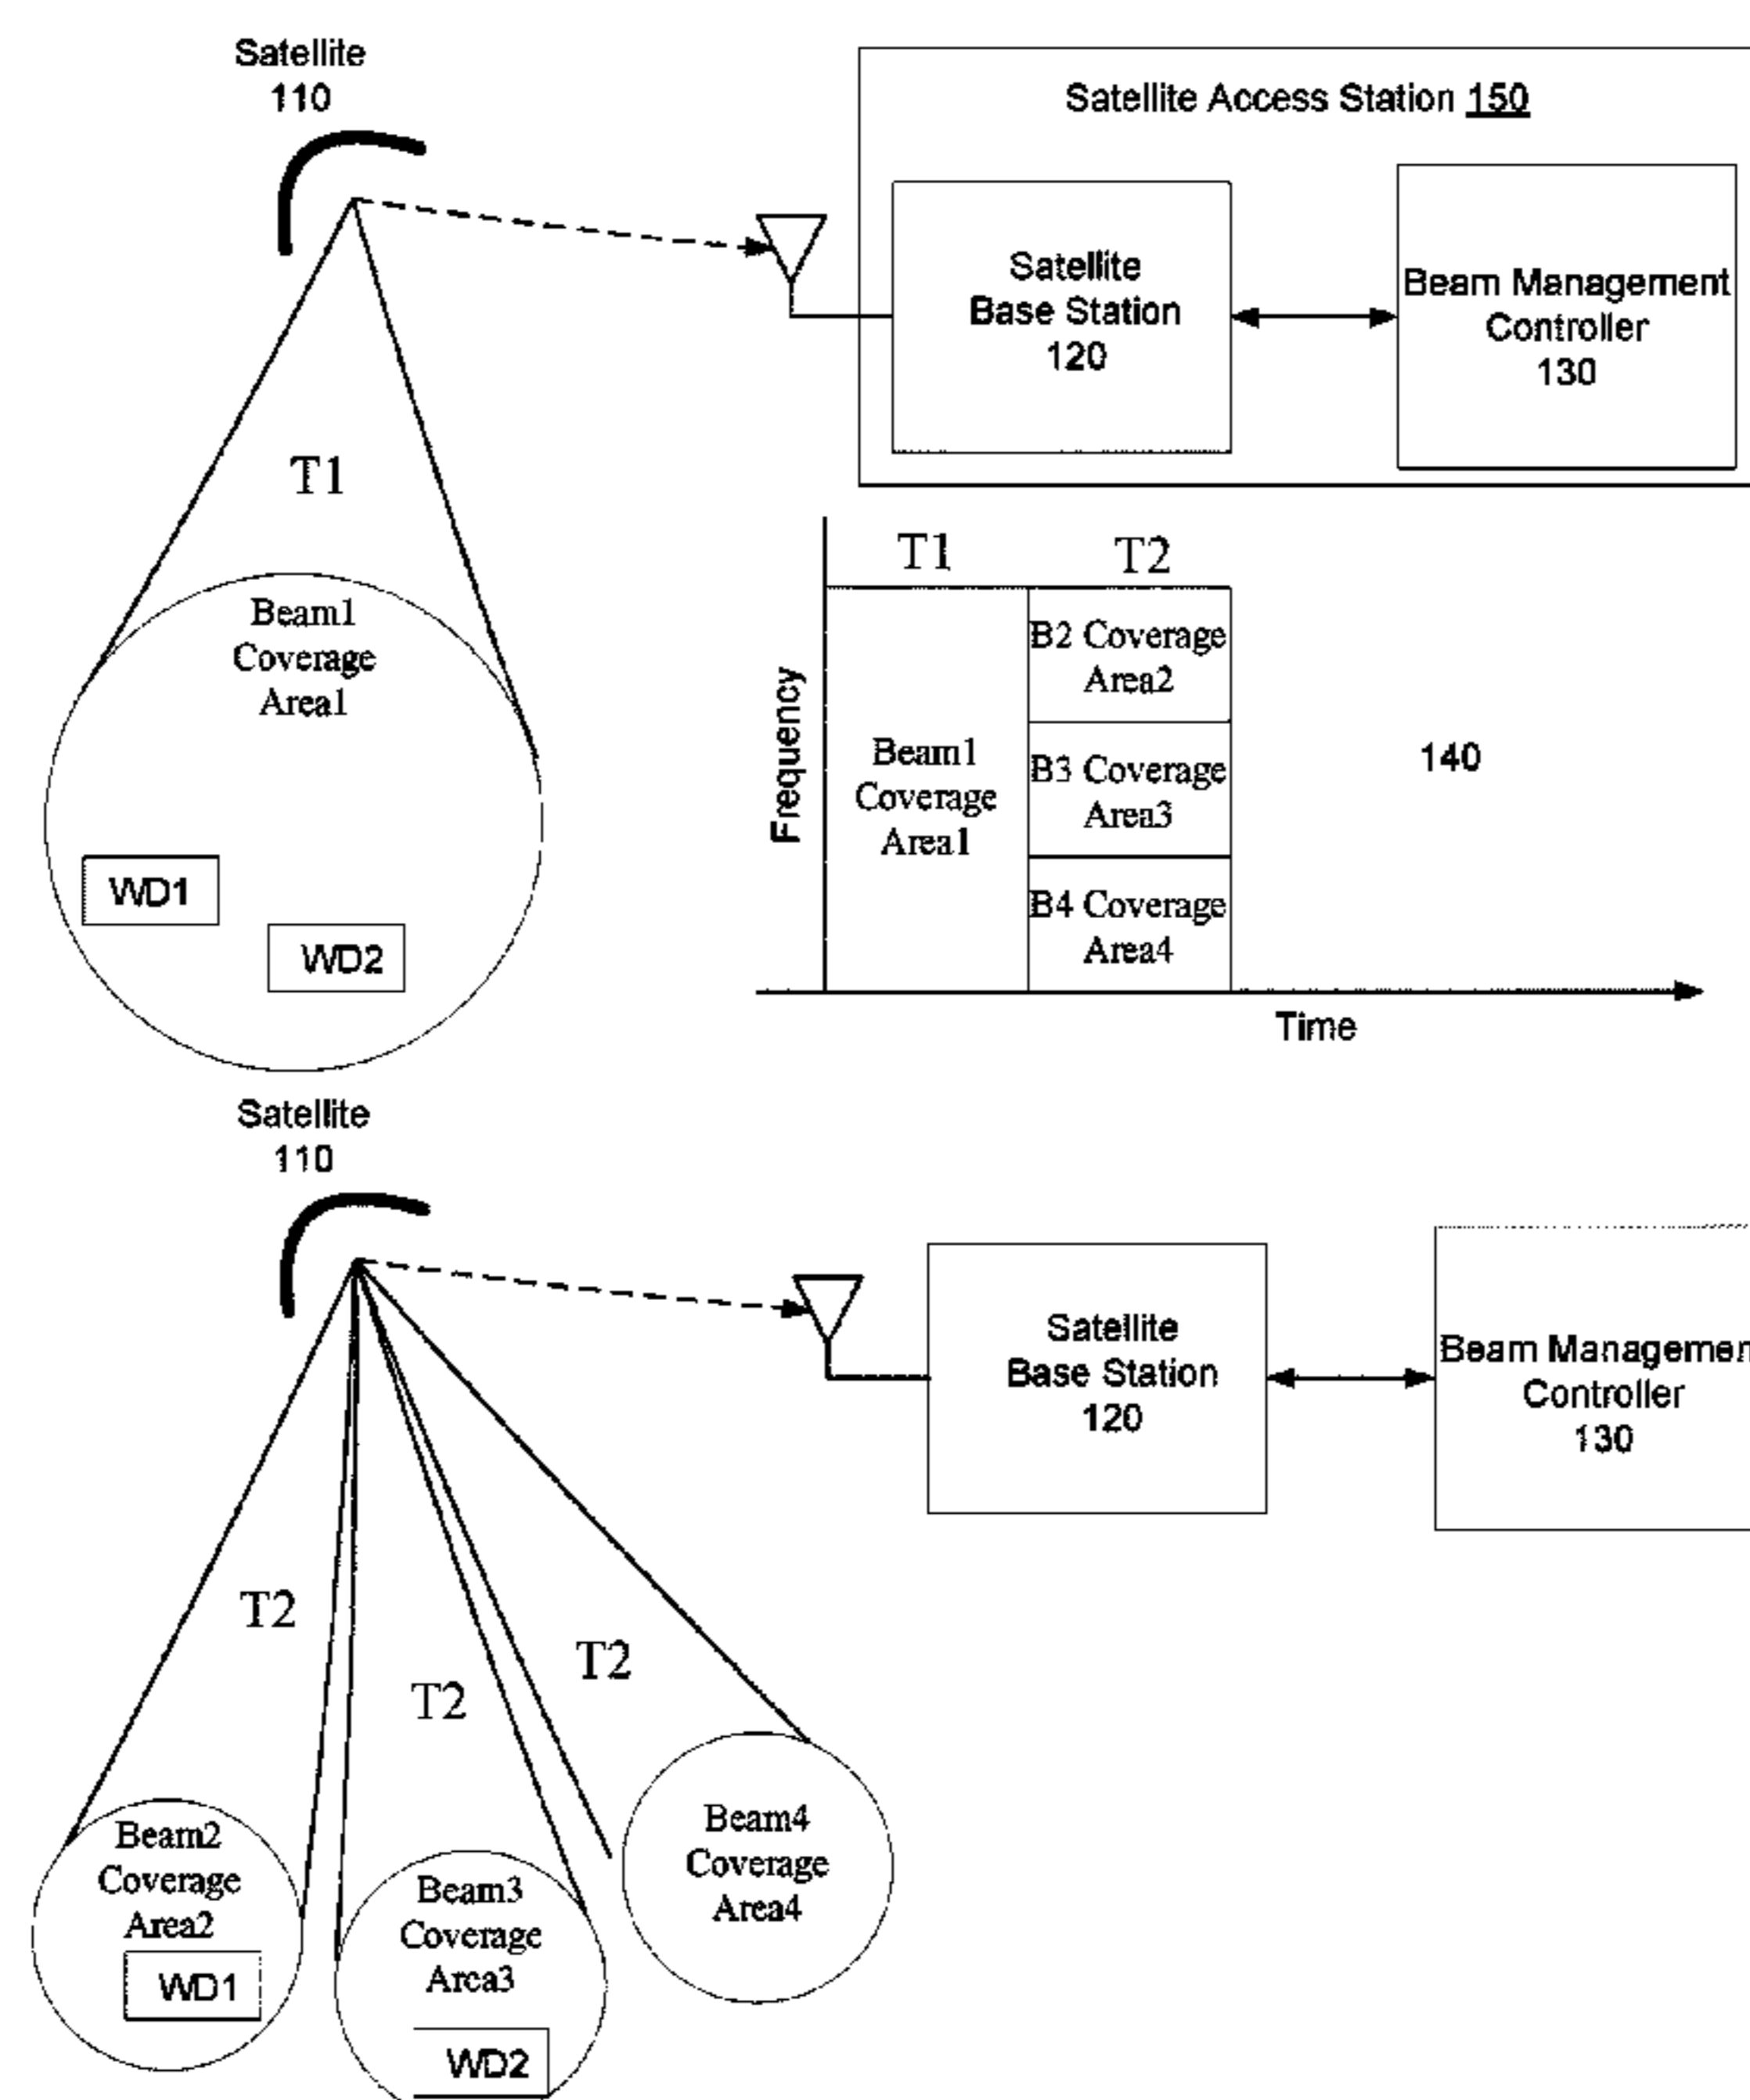 Satellite
110
Satellite Access Station 150
Satellite
Base Station
120
Beam Management
Controller
130
T1
Beam1
Coverage
Area1
WD1
WD2
T1
T2
Frequency
Beam1
Coverage
Area1
B2 Coverage
Area2
B3 Coverage
Area3
B4 Coverage
Area4
140
Time
Satellite
110
Satellite
Base Station
120
Beam Managemen
Controller
130
T2
T2
T2
Beam2
Coverage
Area2
WD1
Beam3
Coverage
Area3
WD2
Beam4
Coverage
Area4